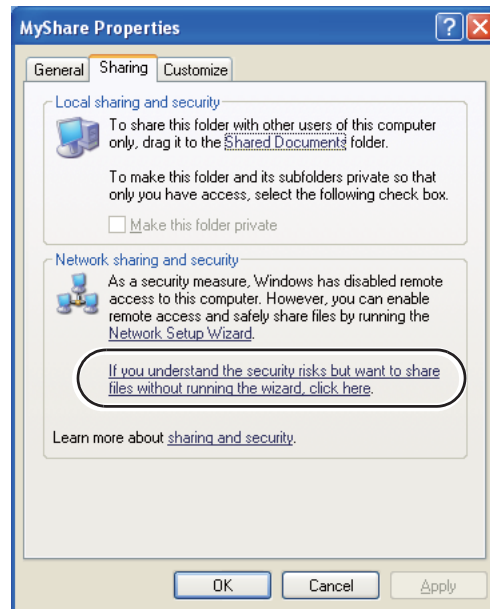 MyShare Properties
General Sharing Customize
Local sharing and security
To share this folder with other users of this computer
only, drag it to the Shared Documents folder.
To make this folder and its subfolders private so that
only you have access, select the following check box.
Make this folder private
Network sharing and security
As a security measure, Windows has disabled remote
access to this computer. However, you can enable
remote access and safely share files by running the
Network Setup Wizard.
If you understand the security risks but want to share
files without running the wizard, click here.
Learn more about sharing and security.
OK Cancel Apply